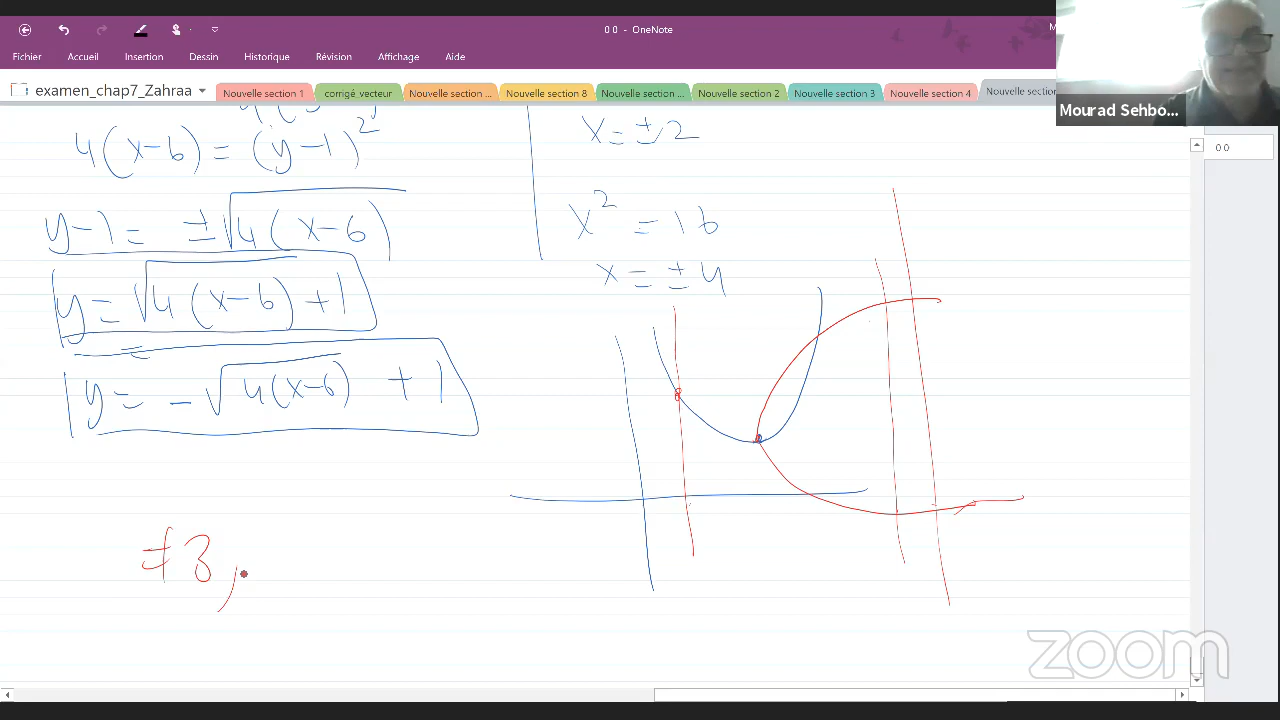 0 0 - OneNote
Fichier Accueil Insertion Dessin Historique Révision Affichage Aide
examen_chap7_Zahraa
Nouvelle section 1 corrigé vecteur Nouvelle section ... Nouvelle section 8 Nouvelle section ... Nouvelle section 2 Nouvelle section 3 Nouvelle section 4 Nouvelle section
Mourad Sehbo...
0 0
4(x-6) = (y-1)²
y-1 = ±√4(x-6)
y = √4(x-6) + 1
y = -√4(x-6) + 1
x = ±2
x² = 16
x = ±4
#3,
zoom